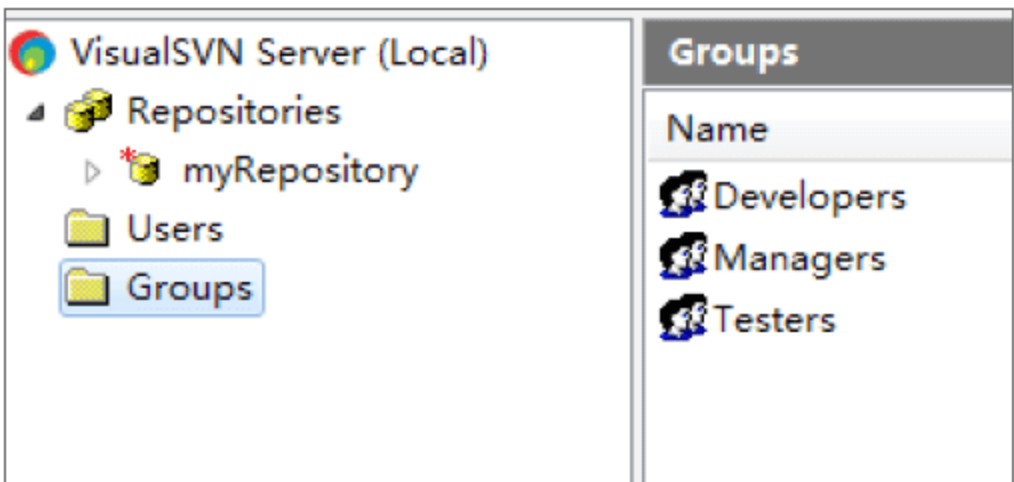 VisualSVN Server (Local)
Repositories
myRepository
Users
Groups
Groups
Name
Developers
Managers
Testers